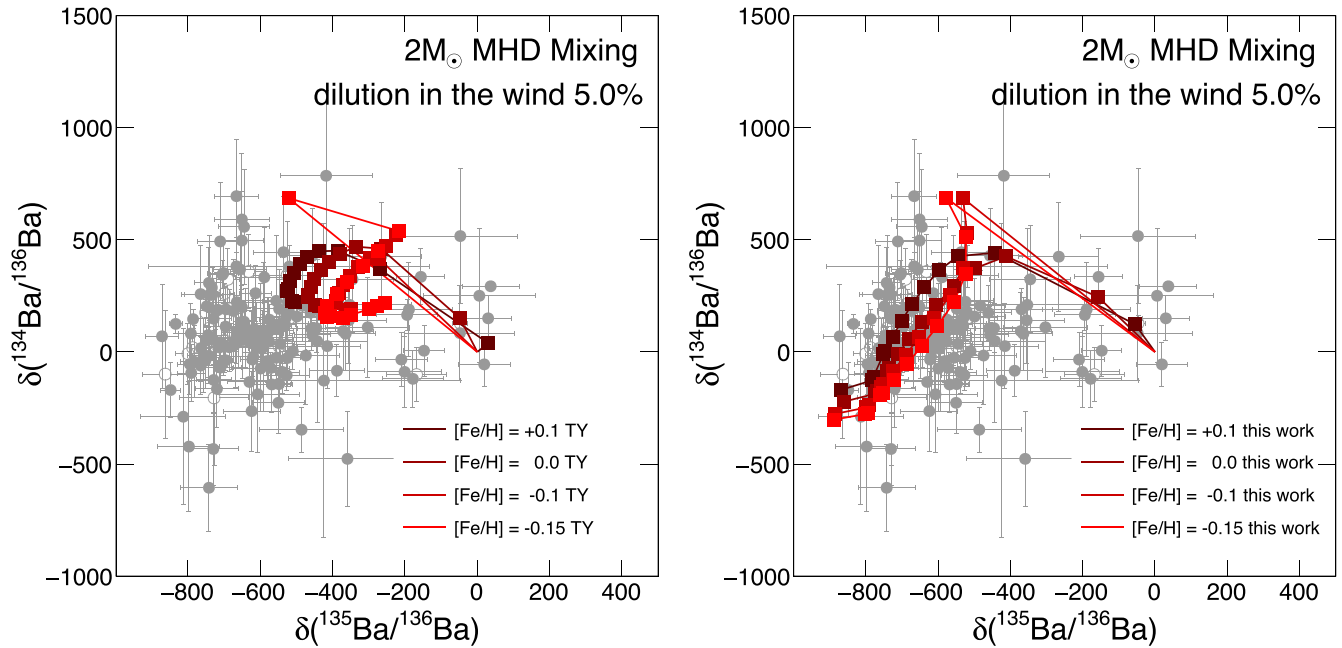 1500
1000
500
0
−500
−1000
−800
−600
−400
−200
0
200
400
δ(¹³⁴Ba/¹³⁶Ba)
δ(¹³⁵Ba/¹³⁶Ba)
2M☉ MHD Mixing
dilution in the wind 5.0%
[Fe/H] = +0.1 TY
[Fe/H] = 0.0 TY
[Fe/H] = -0.1 TY
[Fe/H] = -0.15 TY
1500
1000
500
0
−500
−1000
−800
−600
−400
−200
0
200
400
δ(¹³⁴Ba/¹³⁶Ba)
δ(¹³⁵Ba/¹³⁶Ba)
2M☉ MHD Mixing
dilution in the wind 5.0%
[Fe/H] = +0.1 this work
[Fe/H] = 0.0 this work
[Fe/H] = -0.1 this work
[Fe/H] = -0.15 this work